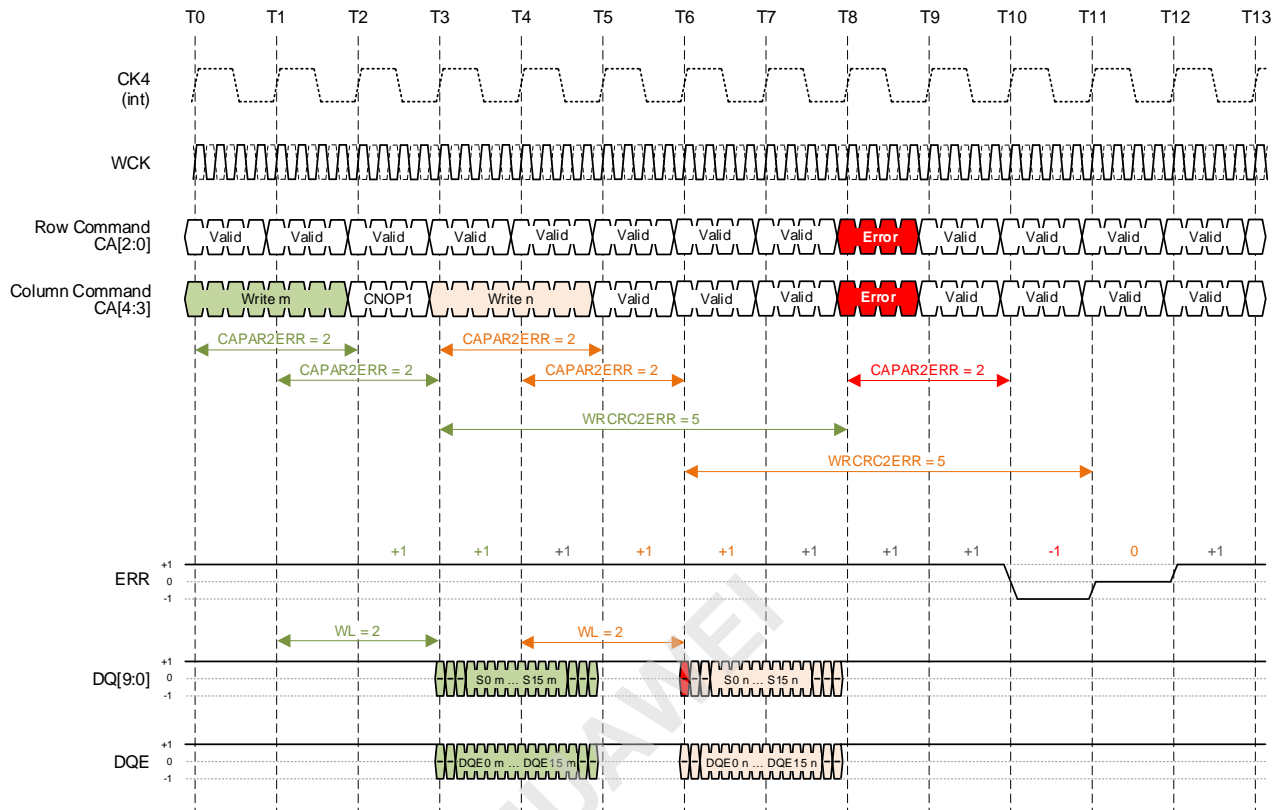 T0 T1 T2 T3 T4 T5 T6 T7 T8 T9 T10 T11 T12 T13
CK4
(int)
WCK
Row Command
CA[2:0]
Valid Valid Valid Valid Valid Valid Valid Valid Error Valid Valid Valid Valid
Column Command
CA[4:3]
Write m CNOP1 Write n Valid Valid Valid Error Valid Valid Valid Valid
CAPAR2ERR = 2 CAPAR2ERR = 2
CAPAR2ERR = 2 CAPAR2ERR = 2 CAPAR2ERR = 2
WRCRC2ERR = 5
WRCRC2ERR = 5
+1 +1 +1 +1 +1 +1 +1 +1 -1 0 +1
ERR
+1
0
-1
WL = 2 WL = 2
DQ[9:0]
+1
0
-1
S0 m ... S15 m S0 n ... S15 n
DQE
+1
0
-1
DQE0 m ... DQE15 m DQE0 n ... DQE15 n
HUAWEI